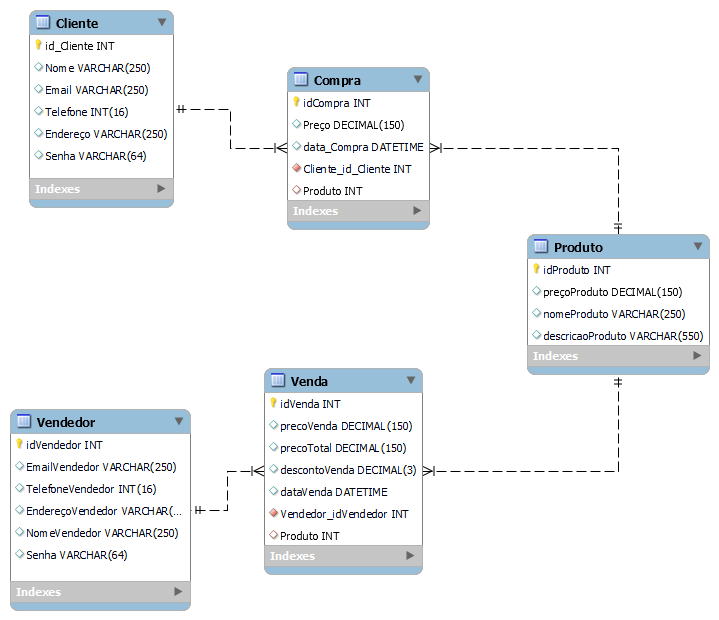 Cliente
id_Cliente INT
Nome VARCHAR(250)
Email VARCHAR(250)
Telefone INT(16)
Endereço VARCHAR(250)
Senha VARCHAR(64)
Indexes
Compra
idCompra INT
Preço DECIMAL(150)
data_Compra DATETIME
Cliente_id_Cliente INT
Produto INT
Indexes
Produto
idProduto INT
preçoProduto DECIMAL(150)
nomeProduto VARCHAR(250)
descricaoProduto VARCHAR(550)
Indexes
Venda
idVenda INT
precoVenda DECIMAL(150)
precoTotal DECIMAL(150)
descontoVenda DECIMAL(3)
dataVenda DATETIME
Vendedor_idVendedor INT
Produto INT
Indexes
Vendedor
idVendedor INT
EmailVendedor VARCHAR(250)
TelefoneVendedor INT(16)
EndereçoVendedor VARCHAR(...
NomeVendedor VARCHAR(250)
Senha VARCHAR(64)
Indexes